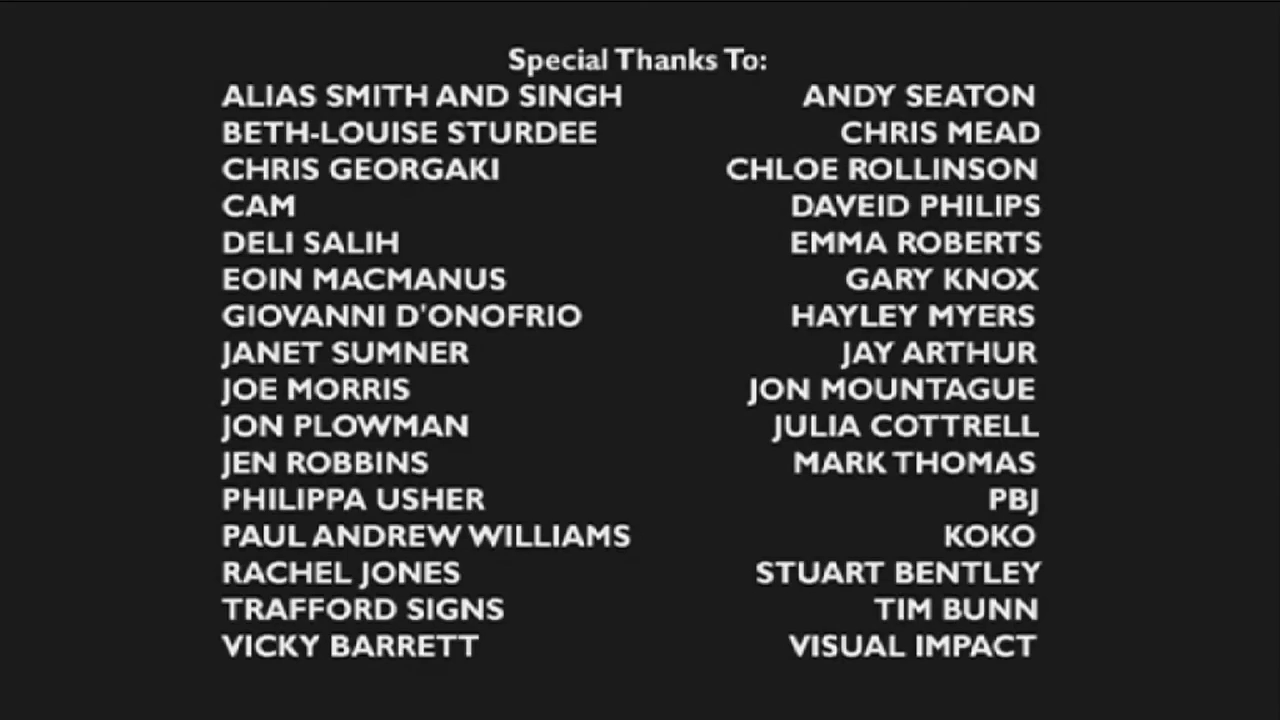 Special Thanks To:
ALIAS SMITH AND SINGH ANDY SEATON
BETH-LOUISE STURDEE CHRIS MEAD
CHRIS GEORGAKI CHLOE ROLLINSON
CAM DAVEID PHILIPS
DELI SALIH EMMA ROBERTS
EOIN MACMANUS GARY KNOX
GIOVANNI D'ONOFRIO HAYLEY MYERS
JANET SUMNER JAY ARTHUR
JOE MORRIS JON MOUNTAGUE
JON PLOWMAN JULIA COTTRELL
JEN ROBBINS MARK THOMAS
PHILIPPA USHER PBJ
PAUL ANDREW WILLIAMS KOKO
RACHEL JONES STUART BENTLEY
TRAFFORD SIGNS TIM BUNN
VICKY BARRETT VISUAL IMPACT